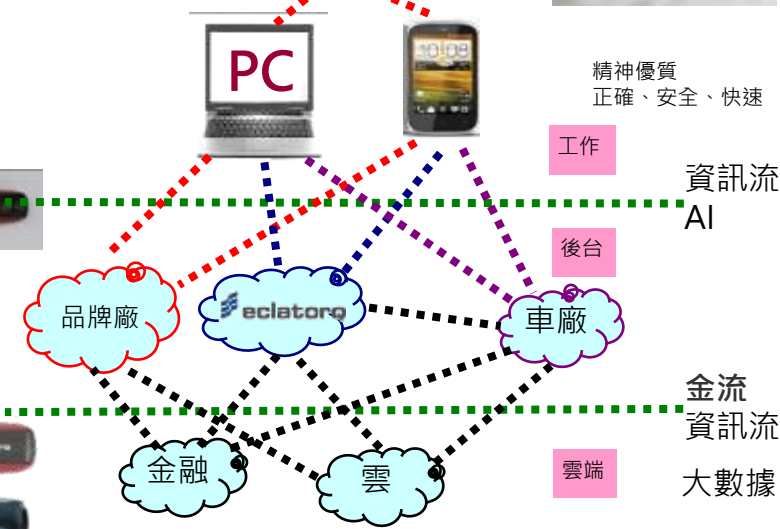 PC
10:08
精神優質
正確、安全、快速
工作
資訊流
AI
後台
品牌廠
eclatorq
車廠
金流
資訊流
金融
雲
雲端
大數據